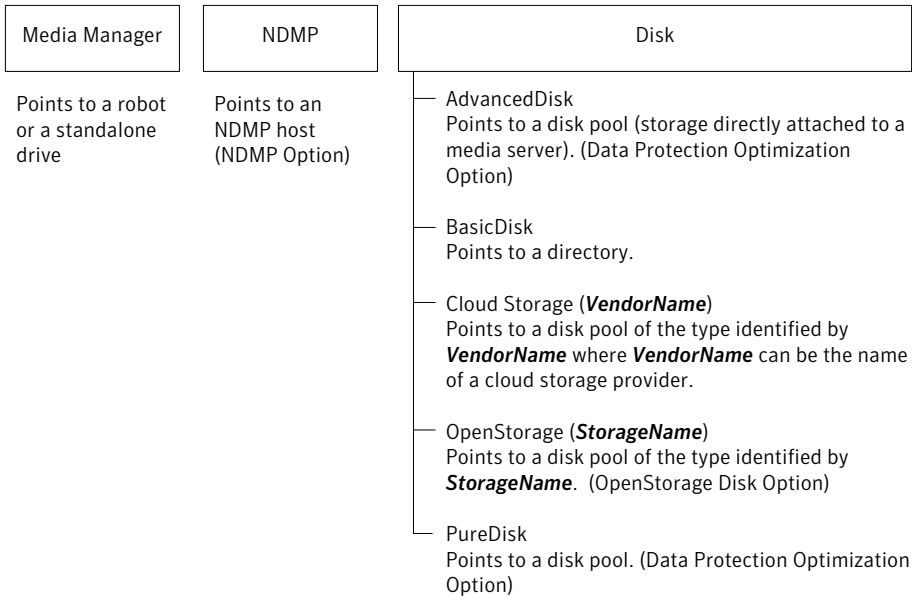 Media Manager
NDMP
Disk
Points to a robot
or a standalone
drive
Points to an
NDMP host
(NDMP Option)
AdvancedDisk
Points to a disk pool (storage directly attached to a
media server). (Data Protection Optimization
Option)
BasicDisk
Points to a directory.
Cloud Storage (VendorName)
Points to a disk pool of the type identified by
VendorName where VendorName can be the name
of a cloud storage provider.
OpenStorage (StorageName)
Points to a disk pool of the type identified by
StorageName.  (OpenStorage Disk Option)
PureDisk
Points to a disk pool. (Data Protection Optimization
Option)